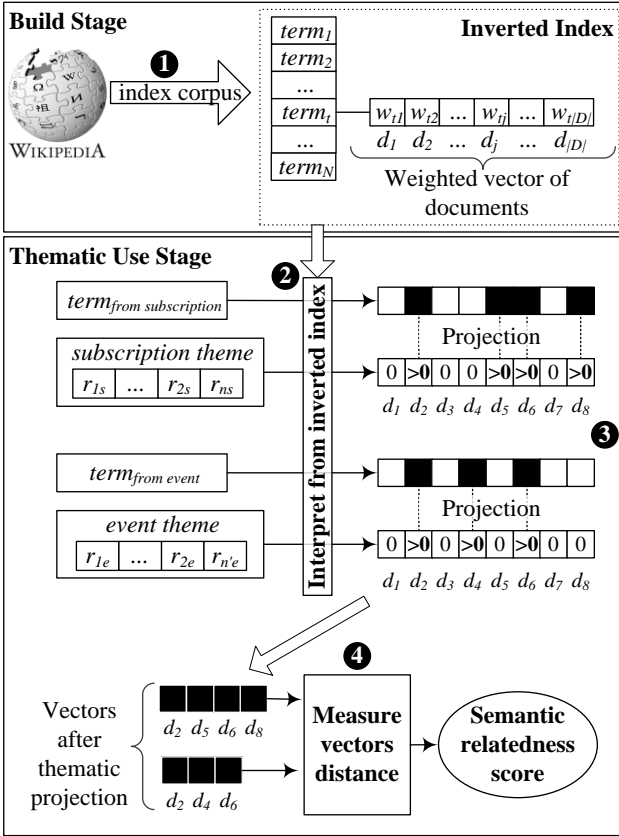 Build Stage
Inverted Index
1
index corpus
WIKIPEDIA
term1
term2
...
termt
...
termN
wt1 wt2 ... wtj ... wt|D|
d1 d2 ... dj ... d|D|
Weighted vector of
documents
Thematic Use Stage
2
Interpret from inverted index
termfrom subscription
subscription theme
r1s ... r2s rns
Projection
0 >0 0 0 >0 >0 0 >0
d1 d2 d3 d4 d5 d6 d7 d8
3
termfrom event
event theme
r1e ... r2e rn'e
Projection
0 >0 0 >0 0 >0 0 0
d1 d2 d3 d4 d5 d6 d7 d8
4
Vectors
after
thematic
projection
d2 d5 d6 d8
d2 d4 d6
Measure
vectors
distance
Semantic
relatedness
score